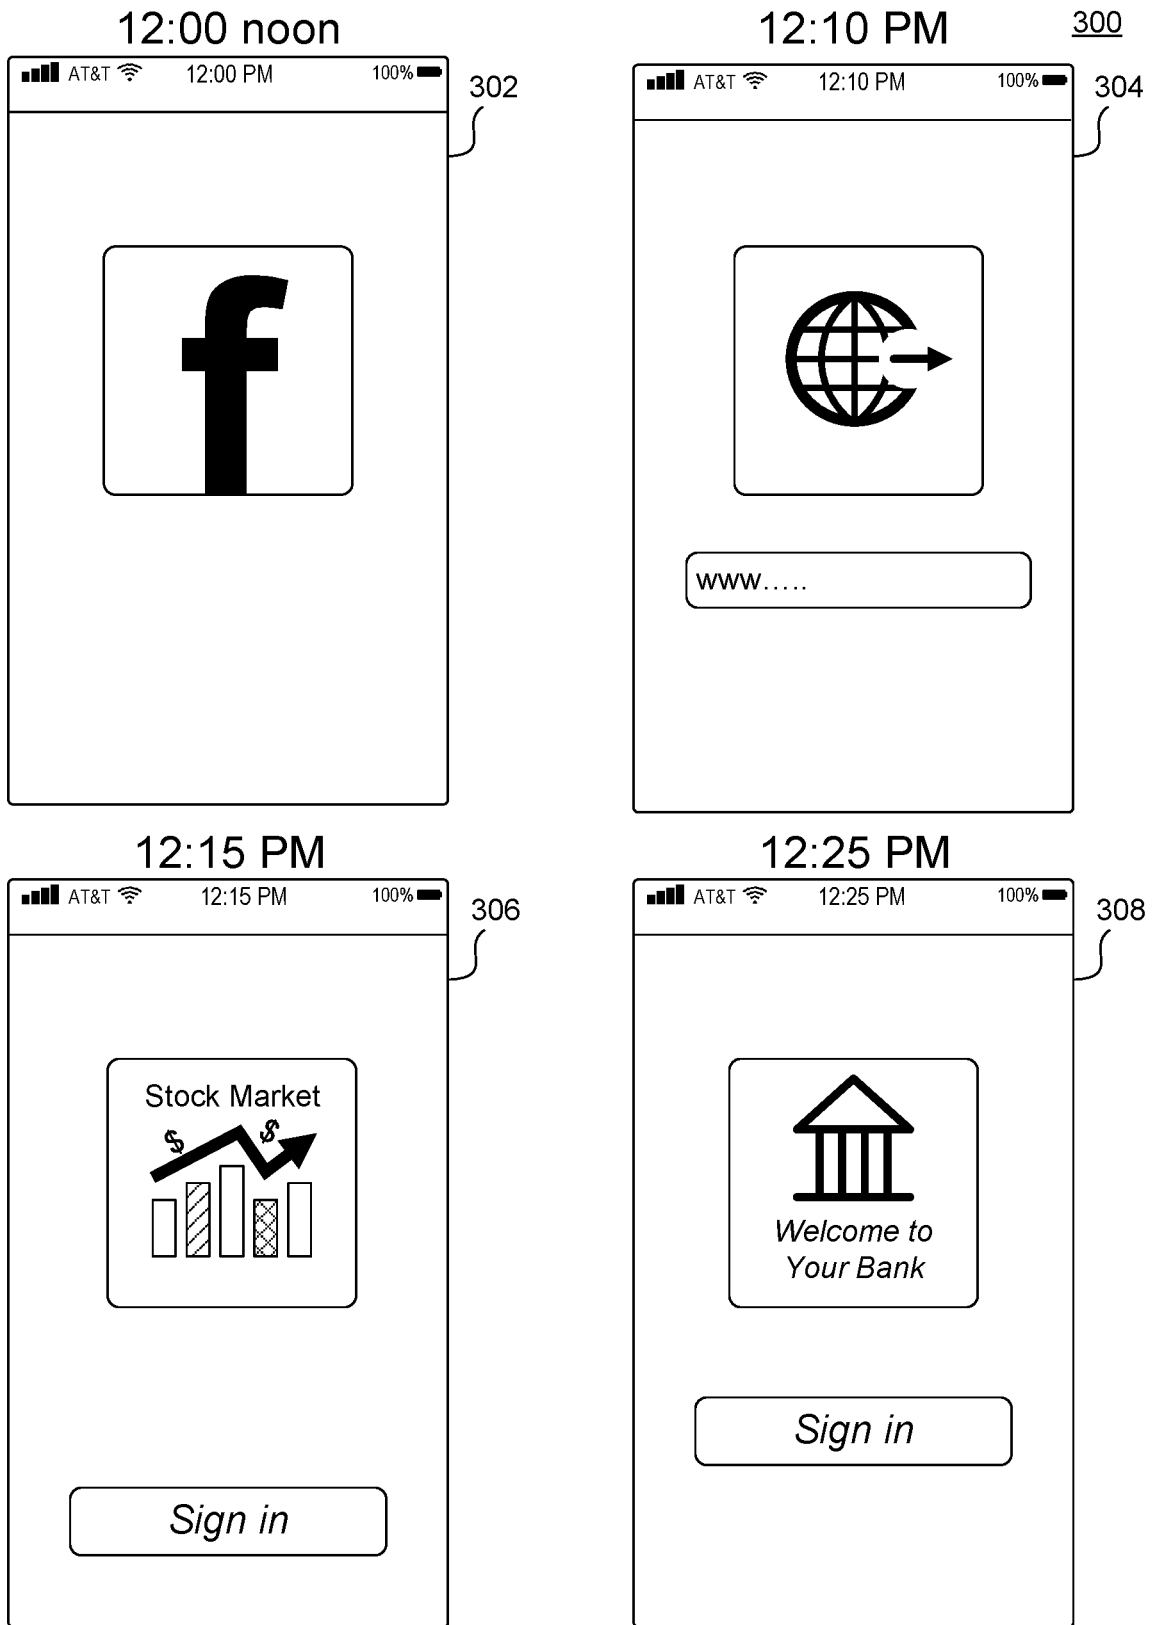 12:00 noon
12:10 PM
300
AT&T 12:00 PM 100%
302
AT&T 12:10 PM 100%
304
f
www.....
12:15 PM
12:25 PM
AT&T 12:15 PM 100%
306
AT&T 12:25 PM 100%
308
Stock Market
$ $
Welcome to
Your Bank
Sign in
Sign in